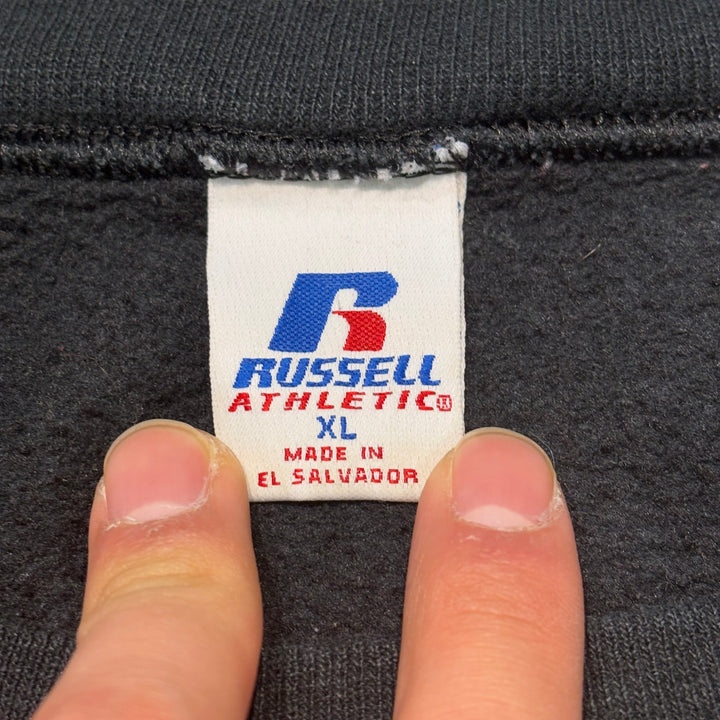 R
RUSSELL
ATHLETIC®
XL
MADE IN
EL SALVADOR